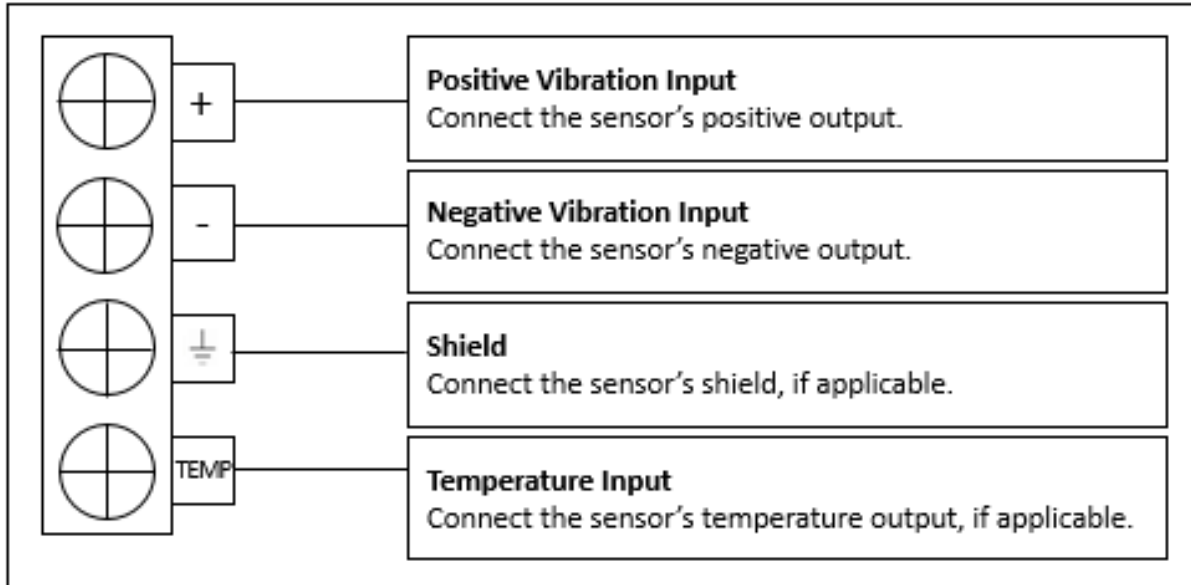 +
Positive Vibration Input
Connect the sensor’s positive output.
-
Negative Vibration Input
Connect the sensor’s negative output.
Shield
Connect the sensor’s shield, if applicable.
TEMP
Temperature Input
Connect the sensor’s temperature output, if applicable.